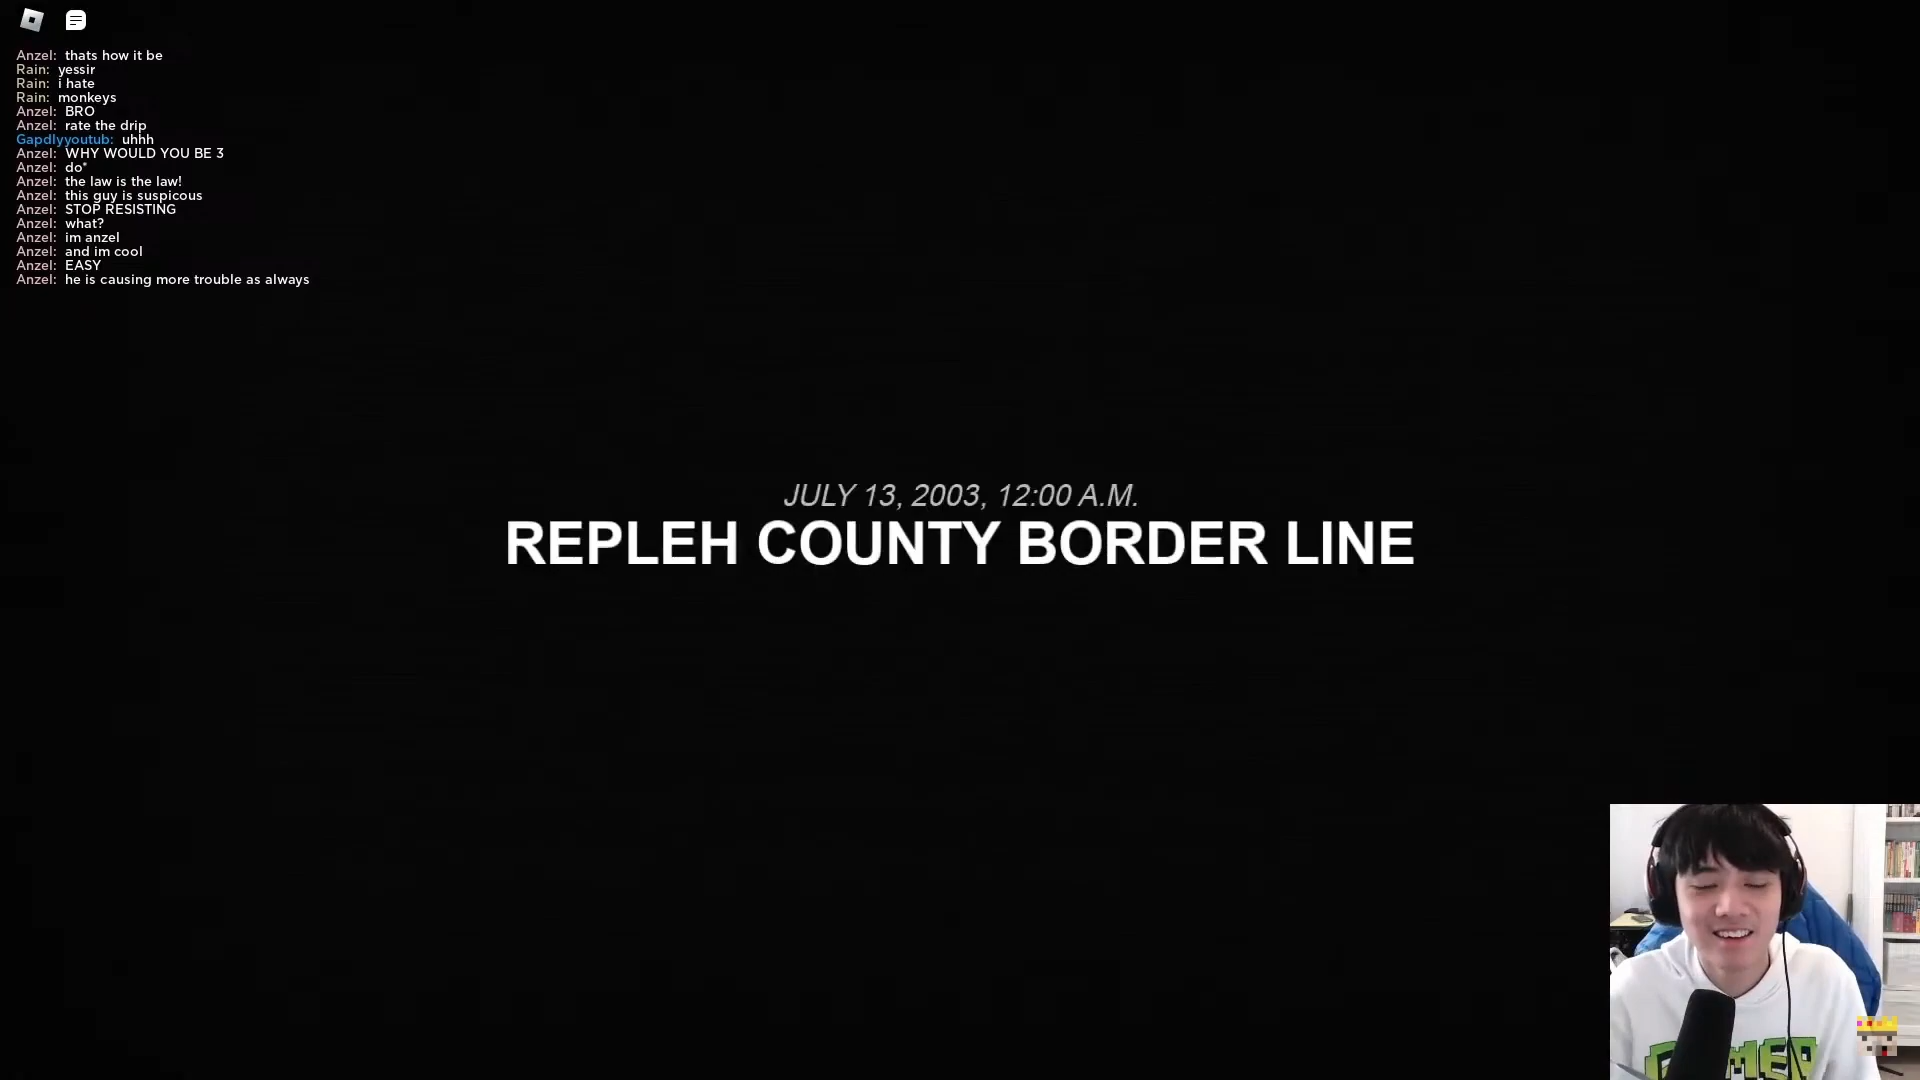 Anzel: thats how it be
Rain: yessir
Rain: i hate
Rain: monkeys
Anzel: BRO
Anzel: rate the drip
Gapdlyyoutub: uhhh
Anzel: WHY WOULD YOU BE 3
Anzel: do*
Anzel: the law is the law!
Anzel: this guy is suspicous
Anzel: STOP RESISTING
Anzel: what?
Anzel: im anzel
Anzel: and im cool
Anzel: EASY
Anzel: he is causing more trouble as always
JULY 13, 2003, 12:00 A.M.
REPLEH COUNTY BORDER LINE